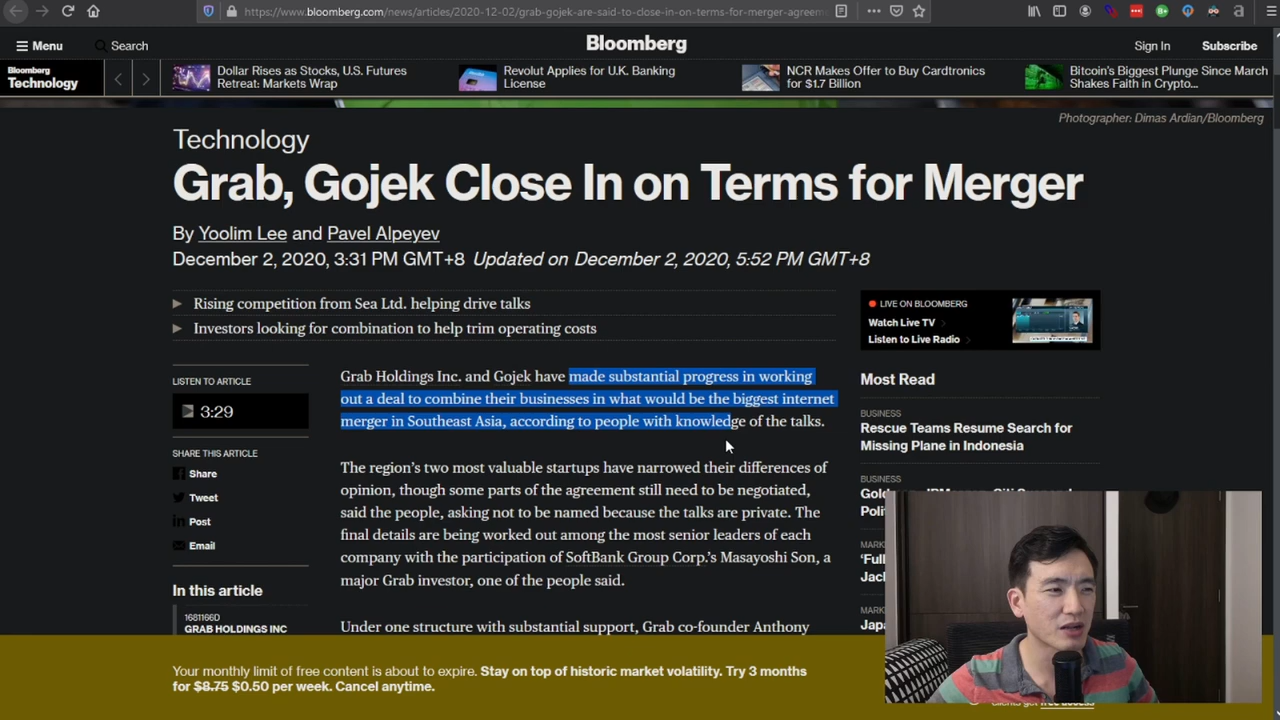 https://www.bloomberg.com/news/articles/2020-12-02/grab-gojek-are-said-to-close-in-on-terms-for-merger-agreem
Menu
Search
Bloomberg
Sign In
Subscribe
Bloomberg
Technology
Dollar Rises as Stocks, U.S. Futures
Retreat: Markets Wrap
Revolut Applies for U.K. Banking
License
NCR Makes Offer to Buy Cardtronics
for $1.7 Billion
Bitcoin's Biggest Plunge Since March
Shakes Faith in Crypto...
Photographer: Dimas Ardian/Bloomberg
Technology
Grab, Gojek Close In on Terms for Merger
By Yoolim Lee and Pavel Alpeyev
December 2, 2020, 3:31 PM GMT+8 Updated on December 2, 2020, 5:52 PM GMT+8
Rising competition from Sea Ltd. helping drive talks
Investors looking for combination to help trim operating costs
LISTEN TO ARTICLE
3:29
SHARE THIS ARTICLE
Share
Tweet
Post
Email
In this article
1681166D
GRAB HOLDINGS INC
Grab Holdings Inc. and Gojek have made substantial progress in working
out a deal to combine their businesses in what would be the biggest internet
merger in Southeast Asia, according to people with knowledge of the talks.
The region's two most valuable startups have narrowed their differences of
opinion, though some parts of the agreement still need to be negotiated,
said the people, asking not to be named because the talks are private. The
final details are being worked out among the most senior leaders of each
company with the participation of SoftBank Group Corp.'s Masayoshi Son, a
major Grab investor, one of the people said.
Under one structure with substantial support, Grab co-founder Anthony
LIVE ON BLOOMBERG
Watch Live TV
Listen to Live Radio
Most Read
BUSINESS
Rescue Teams Resume Search for
Missing Plane in Indonesia
BUSINESS
Polit
MARK
'Full
Jack
MARK
Japa
Your monthly limit of free content is about to expire. Stay on top of historic market volatility. Try 3 months
for $8.75 $0.50 per week. Cancel anytime.
Clients get free access